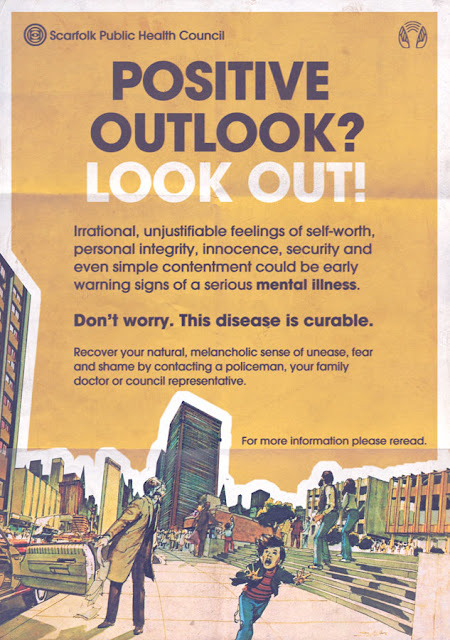 Scarfolk Public Health Council
POSITIVE
OUTLOOK?
LOOK OUT!
Irrational, unjustifiable feelings of self-worth,
personal integrity, innocence, security and
even simple contentment could be early
warning signs of a serious mental illness.
Don't worry. This disease is curable.
Recover your natural, melancholic sense of unease, fear
and shame by contacting a policeman, your family
doctor or council representative.
For more information please reread.